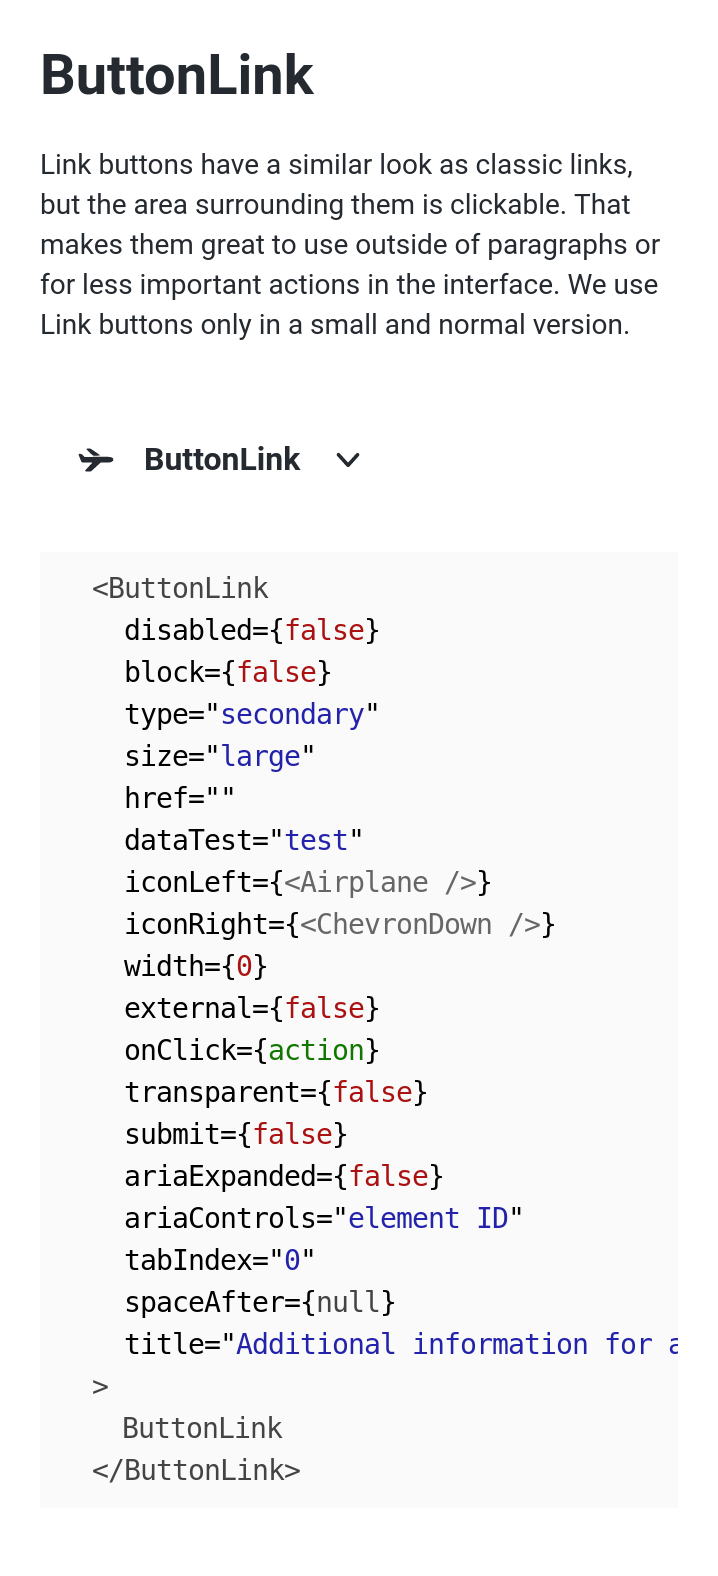 ButtonLink
Link buttons have a similar look as classic links,
but the area surrounding them is clickable. That
makes them great to use outside of paragraphs or
for less important actions in the interface. We use
Link buttons only in a small and normal version.
ButtonLink
<ButtonLink
  disabled={false}
  block={false}
  type="secondary"
  size="large"
  href=""
  dataTest="test"
  iconLeft={<Airplane />}
  iconRight={<ChevronDown />}
  width={0}
  external={false}
  onClick={action}
  transparent={false}
  submit={false}
  ariaExpanded={false}
  ariaControls="element ID"
  tabIndex="0"
  spaceAfter={null}
  title="Additional information for
>
  ButtonLink
</ButtonLink>